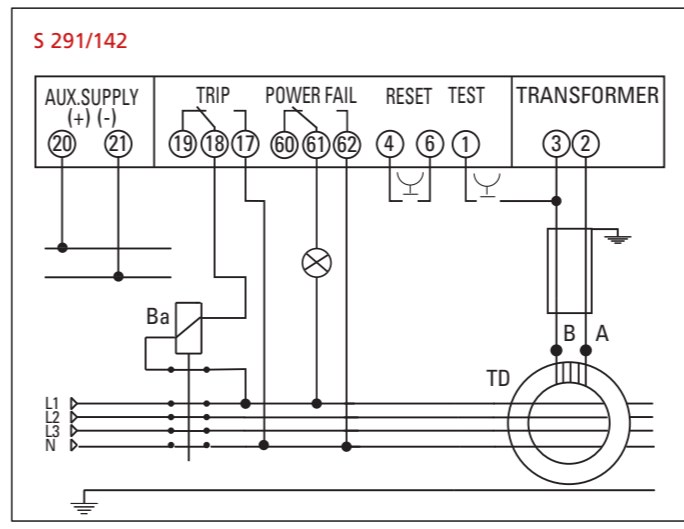 S 291/142
AUX.SUPPLY TRIP POWER FAIL RESET TEST TRANSFORMER
(+) (-)
20 21 19 18 17 60 61 62 4 6 1 3 2
Ba
B A
TD
L1
L2
L3
N